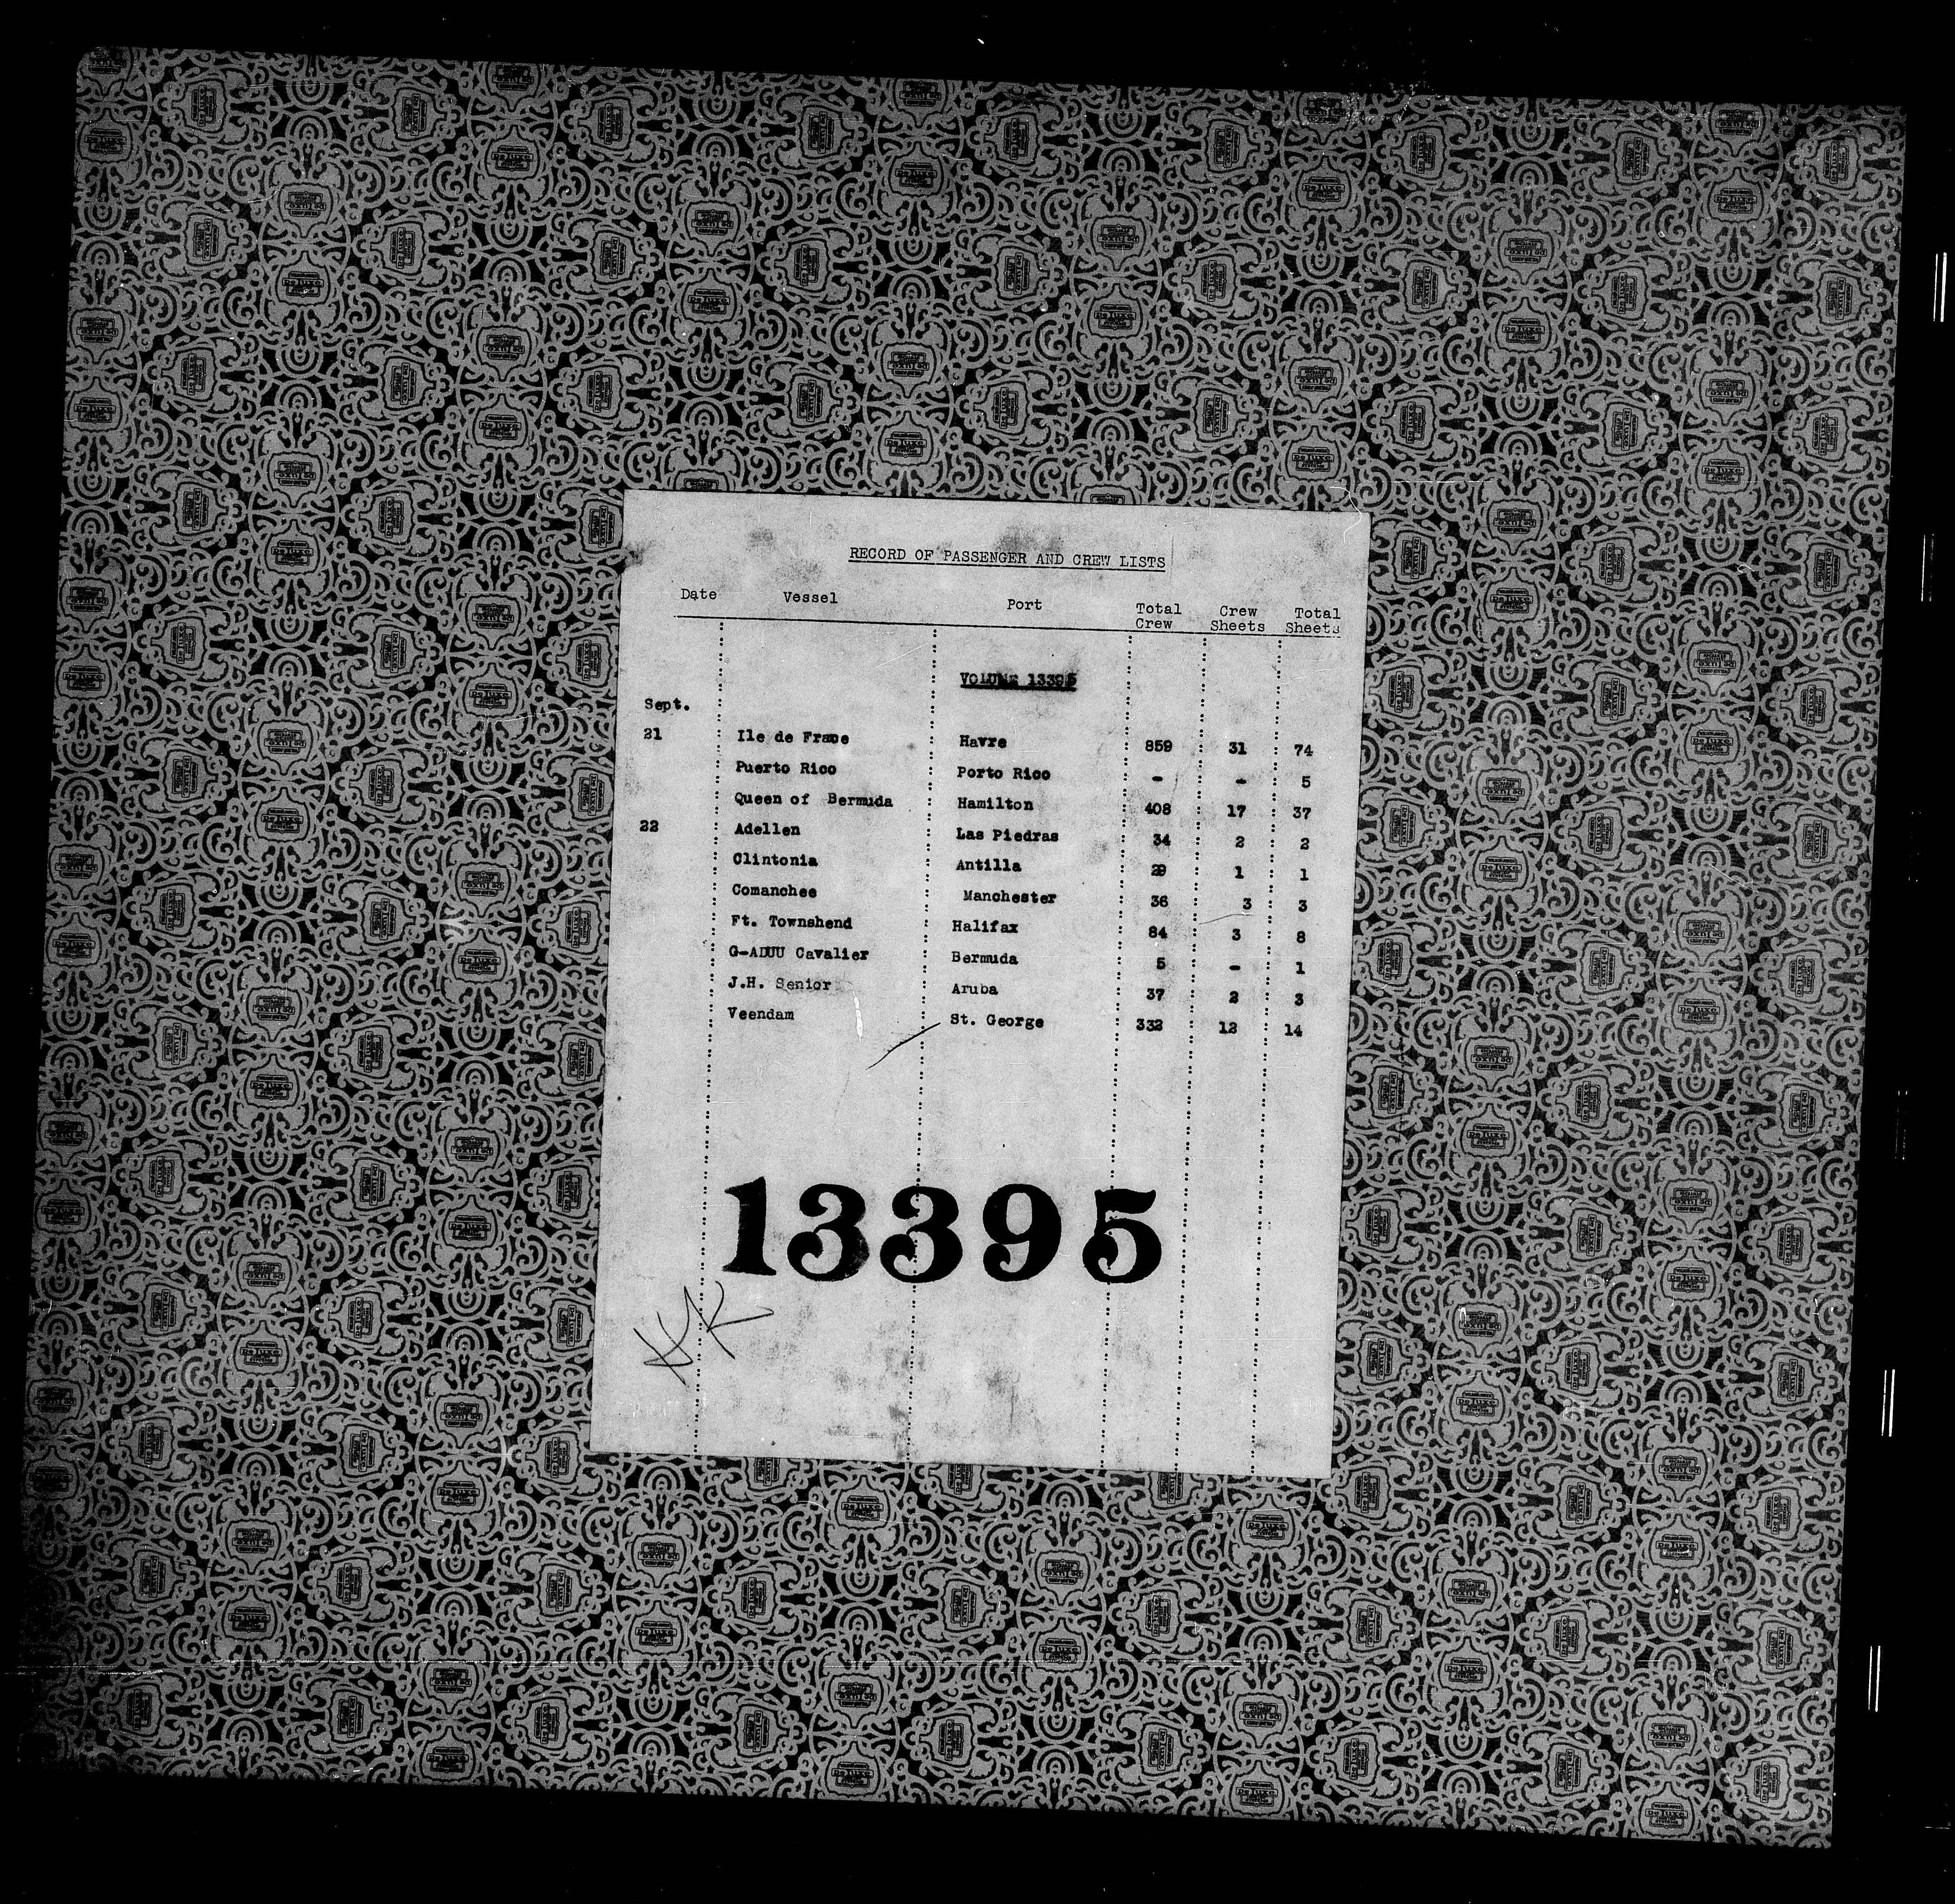 RECORD OF PASSENGER AND CREW LISTS
Date Vessel Port Total Crew Crew Sheets Total Sheets
VOLUME 13395
Sept.
21 Ile de Frace Havre 859 31 74
Puerto Rico Porto Rico - - 5
Queen of Bermuda Hamilton 408 17 37
22 Adellen Las Piedras 34 2 2
Clintonia Antilla 29 1 1
Comanchee Manchester 36 3 3
Ft. Townshend Halifax 84 3 8
G-ADUU Cavalier Bermuda 5 - 1
J.H. Senior Aruba 37 2 3
Veendam St. George 332 12 14
13395